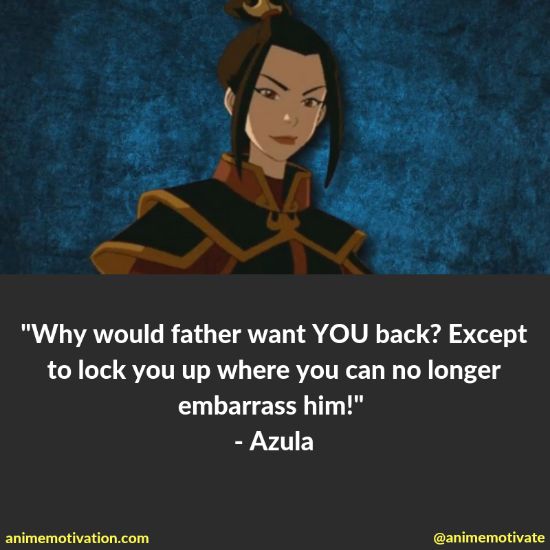 "Why would father want YOU back? Except
to lock you up where you can no longer
embarrass him!"
- Azula
animemotivation.com
@animemotivate